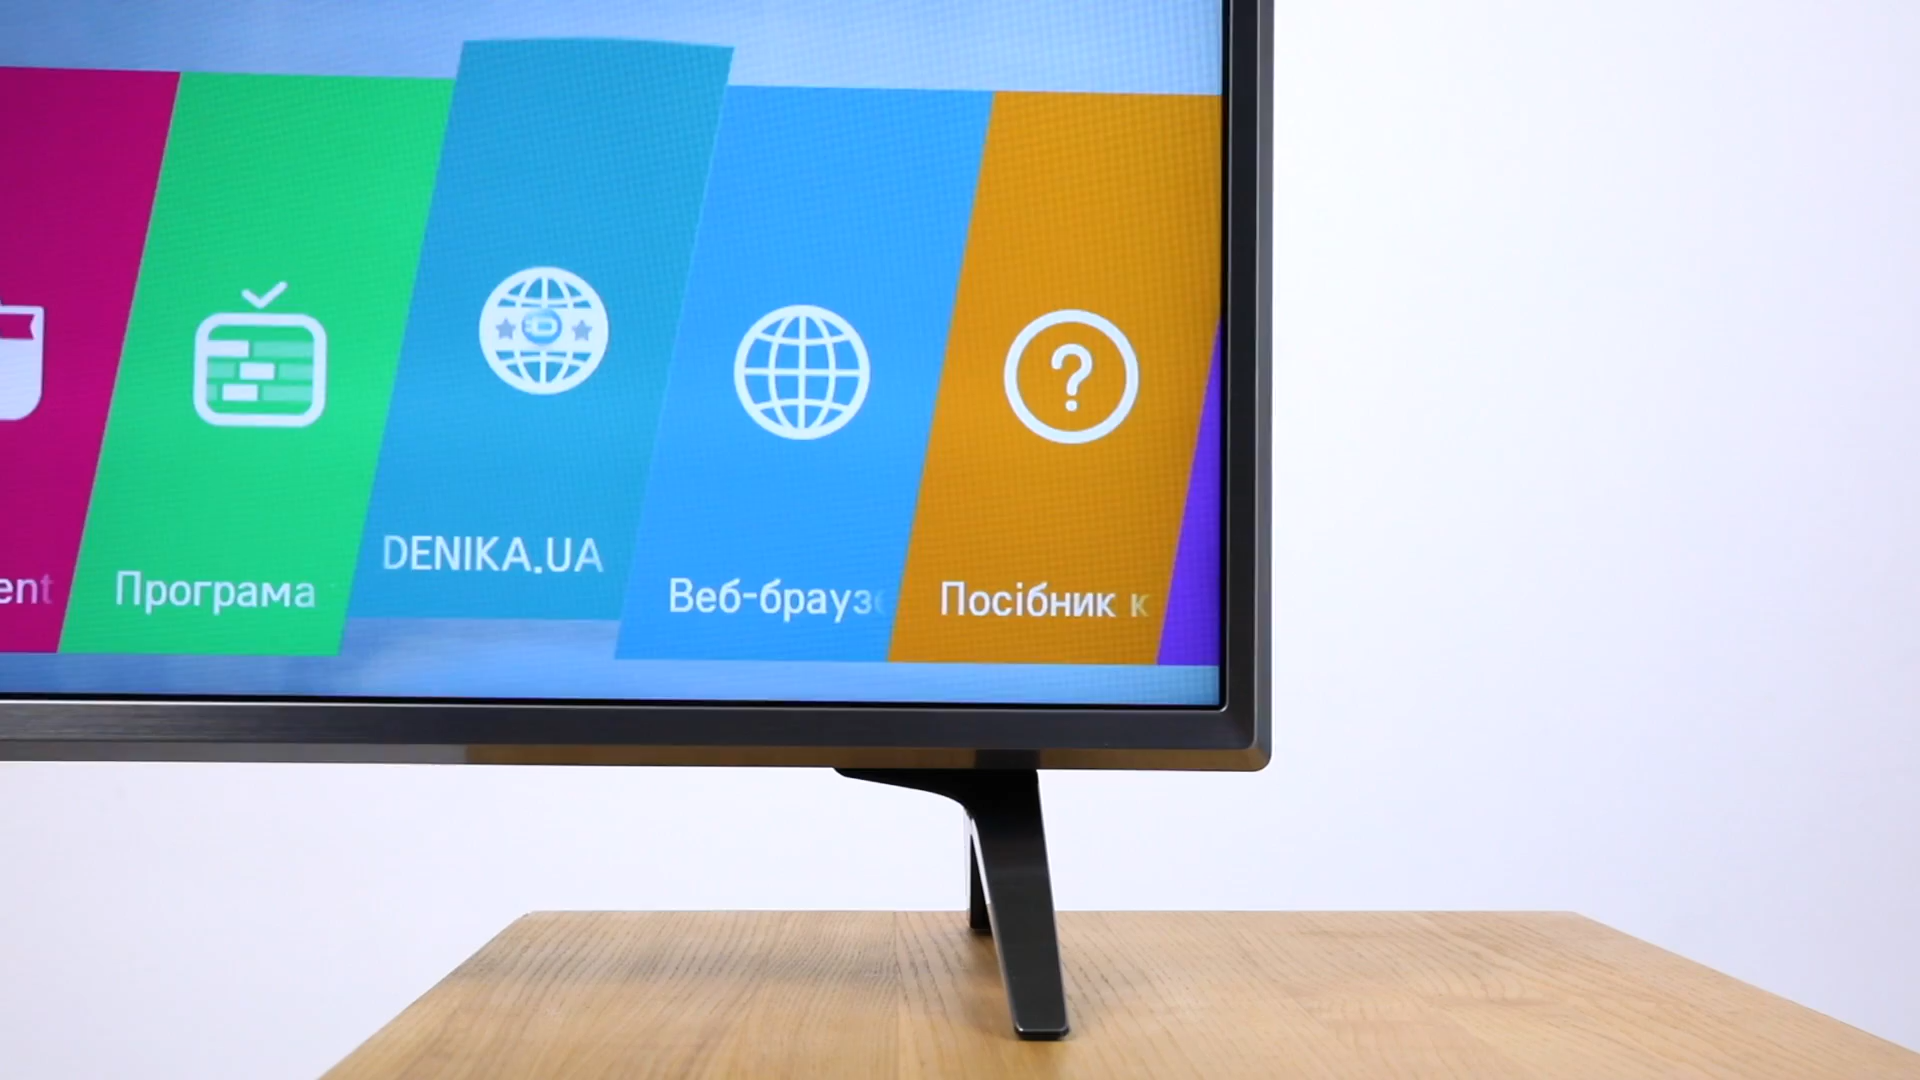 ent
Програма
DENIKA.UA
Веб-брауз
Посібник к